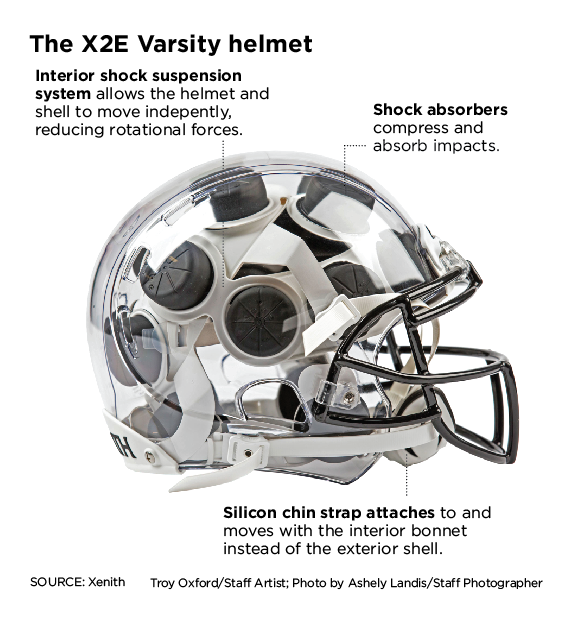 The X2E Varsity helmet
Interior shock suspension
system allows the helmet and
shell to move indepently,
reducing rotational forces.
Shock absorbers
compress and
absorb impacts.
Silicon chin strap attaches to and
moves with the interior bonnet
instead of the exterior shell.
SOURCE: Xenith
Troy Oxford/Staff Artist; Photo by Ashely Landis/Staff Photographer